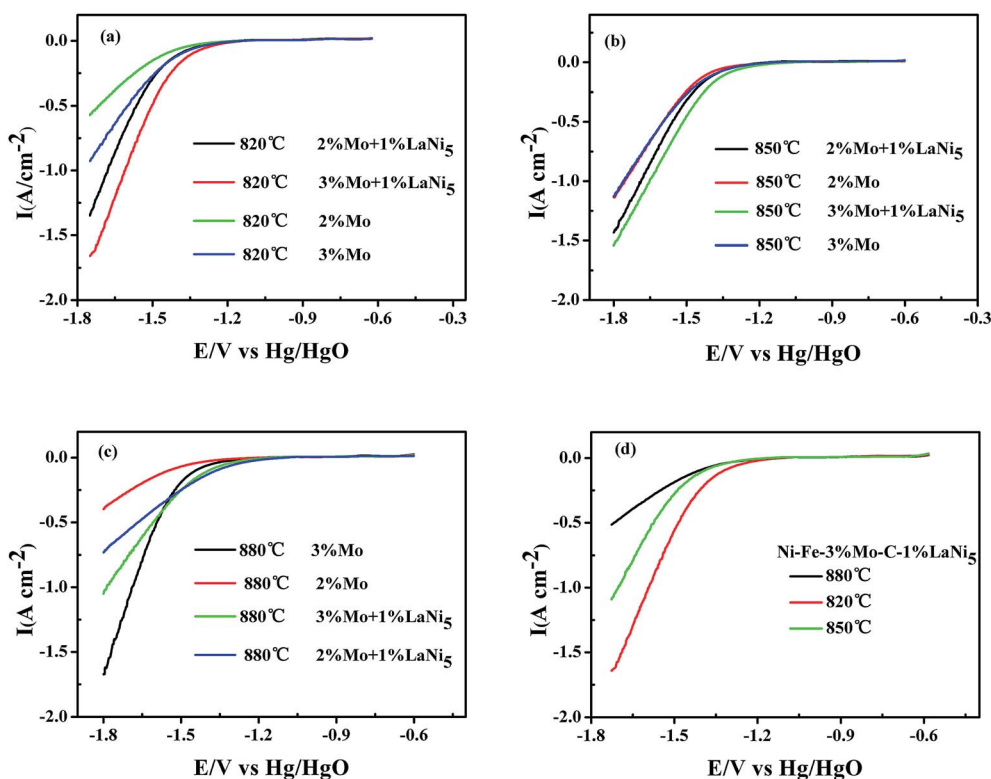 (a)
0.0
-0.5
-1.0
-1.5
-2.0
I(A/cm-2)
820℃ 2%Mo+1%LaNi5
820℃ 3%Mo+1%LaNi5
820℃ 2%Mo
820℃ 3%Mo
-1.8 -1.5 -1.2 -0.9 -0.6 -0.3
E/V vs Hg/HgO
(b)
0.0
-0.5
-1.0
-1.5
-2.0
I(A cm-2)
850℃ 2%Mo+1%LaNi5
850℃ 2%Mo
850℃ 3%Mo+1%LaNi5
850℃ 3%Mo
-1.8 -1.5 -1.2 -0.9 -0.6 -0.3
E/V vs Hg/HgO
(c)
0.0
-0.5
-1.0
-1.5
-2.0
I(A cm-2)
880℃ 3%Mo
880℃ 2%Mo
880℃ 3%Mo+1%LaNi5
880℃ 2%Mo+1%LaNi5
-1.8 -1.5 -1.2 -0.9 -0.6
E/V vs Hg/HgO
(d)
0.0
-0.5
-1.0
-1.5
-2.0
I(A cm-2)
Ni-Fe-3%Mo-C-1%LaNi5
880℃
820℃
850℃
-1.8 -1.5 -1.2 -0.9 -0.6
E/V vs Hg/HgO